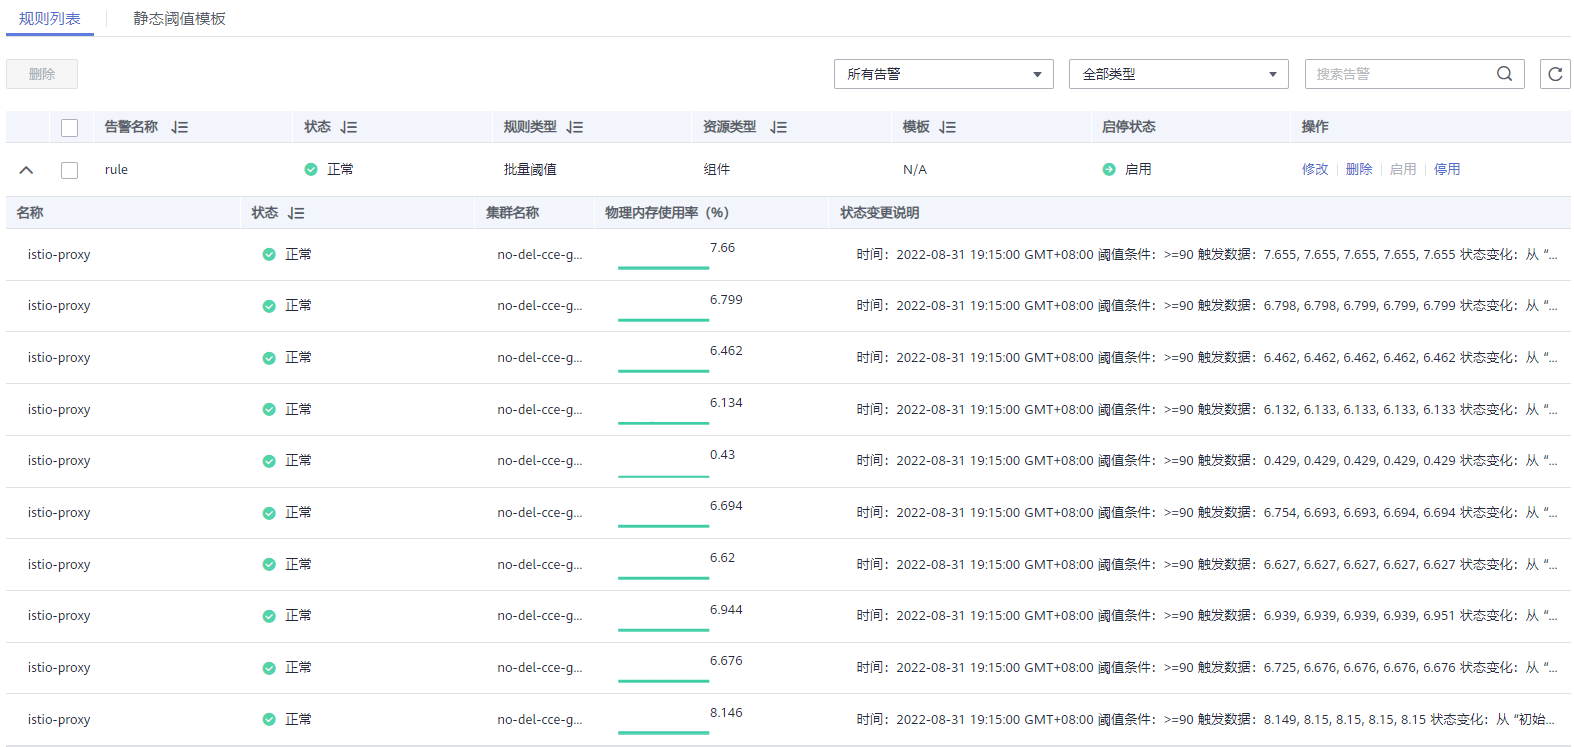 规则列表 静态阈值模板
删除 所有告警 全部类型 搜索告警
告警名称 状态 规则类型 资源类型 模板 启停状态 操作
rule 正常 批量阈值 组件 N/A 启用 修改 删除 启用 停用
名称 状态 集群名称 物理内存使用率（%） 状态变更说明
istio-proxy 正常 no-del-cce-g... 7.66 时间：2022-08-31 19:15:00 GMT+08:00 阈值条件：>=90 触发数据：7.655, 7.655, 7.655, 7.655, 7.655 状态变化：从 “...
istio-proxy 正常 no-del-cce-g... 6.799 时间：2022-08-31 19:15:00 GMT+08:00 阈值条件：>=90 触发数据：6.798, 6.798, 6.799, 6.799, 6.799 状态变化：从 “...
istio-proxy 正常 no-del-cce-g... 6.462 时间：2022-08-31 19:15:00 GMT+08:00 阈值条件：>=90 触发数据：6.462, 6.462, 6.462, 6.462, 6.462 状态变化：从 “...
istio-proxy 正常 no-del-cce-g... 6.134 时间：2022-08-31 19:15:00 GMT+08:00 阈值条件：>=90 触发数据：6.132, 6.133, 6.133, 6.133, 6.133 状态变化：从 “...
istio-proxy 正常 no-del-cce-g... 0.43 时间：2022-08-31 19:15:00 GMT+08:00 阈值条件：>=90 触发数据：0.429, 0.429, 0.429, 0.429, 0.429 状态变化：从 “...
istio-proxy 正常 no-del-cce-g... 6.694 时间：2022-08-31 19:15:00 GMT+08:00 阈值条件：>=90 触发数据：6.754, 6.693, 6.693, 6.694, 6.694 状态变化：从 “...
istio-proxy 正常 no-del-cce-g... 6.62 时间：2022-08-31 19:15:00 GMT+08:00 阈值条件：>=90 触发数据：6.627, 6.627, 6.627, 6.627, 6.627 状态变化：从 “...
istio-proxy 正常 no-del-cce-g... 6.944 时间：2022-08-31 19:15:00 GMT+08:00 阈值条件：>=90 触发数据：6.939, 6.939, 6.939, 6.939, 6.951 状态变化：从 “...
istio-proxy 正常 no-del-cce-g... 6.676 时间：2022-08-31 19:15:00 GMT+08:00 阈值条件：>=90 触发数据：6.725, 6.676, 6.676, 6.676, 6.676 状态变化：从 “...
istio-proxy 正常 no-del-cce-g... 8.146 时间：2022-08-31 19:15:00 GMT+08:00 阈值条件：>=90 触发数据：8.149, 8.15, 8.15, 8.15, 8.15 状态变化：从 “初始...